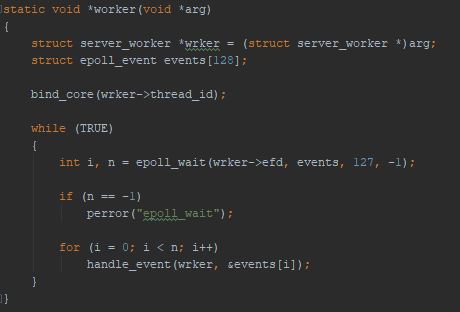 static void *worker(void *arg)
{
    struct server_worker *wrker = (struct server_worker *)arg;
    struct epoll_event events[128];

    bind_core(wrker->thread_id);

    while (TRUE)
    {
        int i, n = epoll_wait(wrker->efd, events, 127, -1);

        if (n == -1)
            perror("epoll_wait");

        for (i = 0; i < n; i++)
            handle_event(wrker, &events[i]);
    }
}